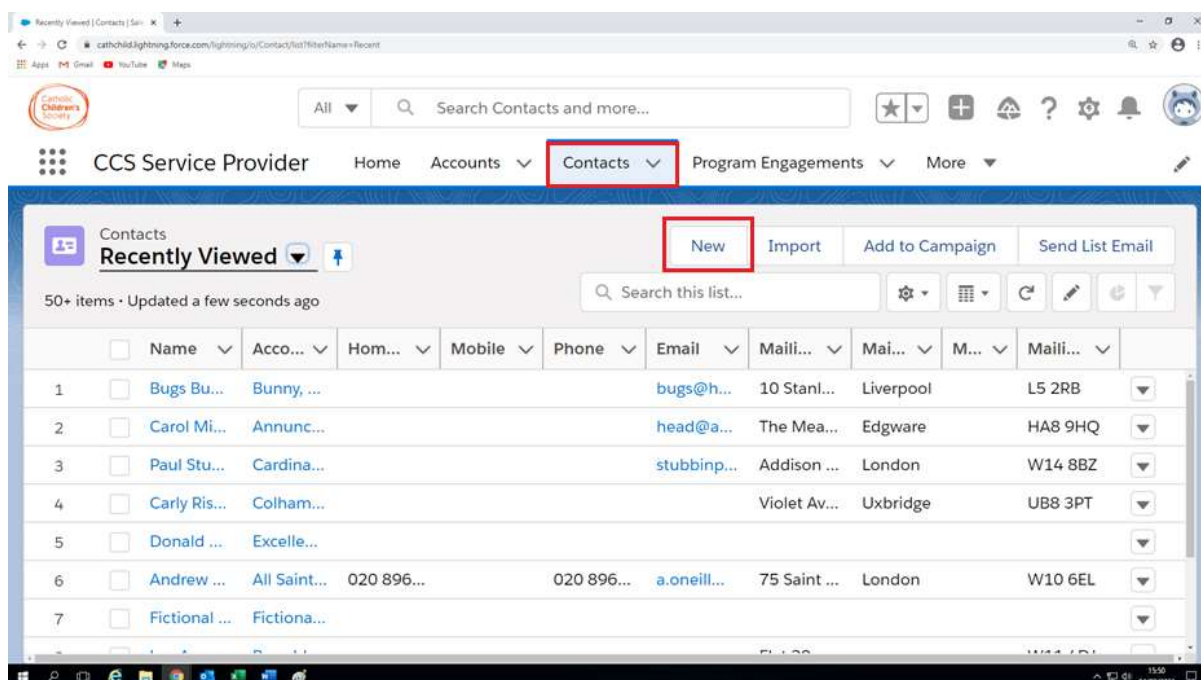 Recently Viewed | Contacts | Sal
cathchild.lightning.force.com/lightning/o/Contact/list?filterName=Recent
Apps Gmail YouTube Maps
Catholic Children's Society
All Search Contacts and more...
CCS Service Provider Home Accounts Contacts Program Engagements More
Contacts
Recently Viewed
New Import Add to Campaign Send List Email
50+ items • Updated a few seconds ago
Search this list...
Name Acco... Hom... Mobile Phone Email Maili... Mai... M... Maili...
1 Bugs Bu... Bunny, ... bugs@h... 10 Stanl... Liverpool L5 2RB
2 Carol Mi... Annunc... head@a... The Mea... Edgware HA8 9HQ
3 Paul Stu... Cardina... stubbinp... Addison ... London W14 8BZ
4 Carly Ris... Colham... Violet Av... Uxbridge UB8 3PT
5 Donald ... Excelle...
6 Andrew ... All Saint... 020 896... 020 896... a.oneill... 75 Saint ... London W10 6EL
7 Fictional ... Fictiona...
15:50